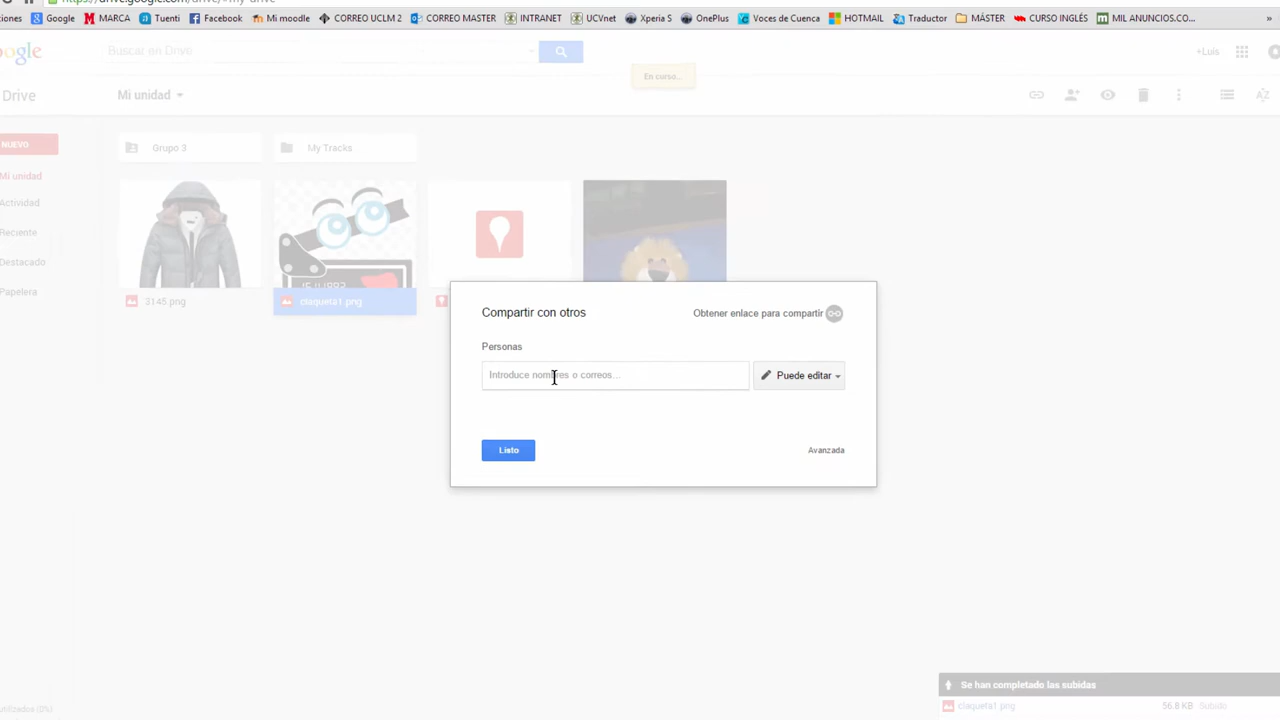 ciones Google MARCA Tuenti Facebook Mi moodle CORREO UCLM 2 CORREO MASTER INTRANET UCVnet Xperia S OnePlus Voces de Cuenca HOTMAIL Traductor MÁSTER CURSO INGLÉS MIL ANUNCIOS.CO... »
ogle Buscar en Drive +Luis
En curso...
Drive Mi unidad
NUEVO
Grupo 3 My Tracks
Mi unidad
Actividad
Reciente
Destacado
Papelera
3145.png claqueta1.png
Compartir con otros Obtener enlace para compartir
Personas
Introduce nombres o correos... Puede editar
Listo Avanzada
Se han completado las subidas
claqueta1.png 56.8 KB Subido
utilizados (0%)